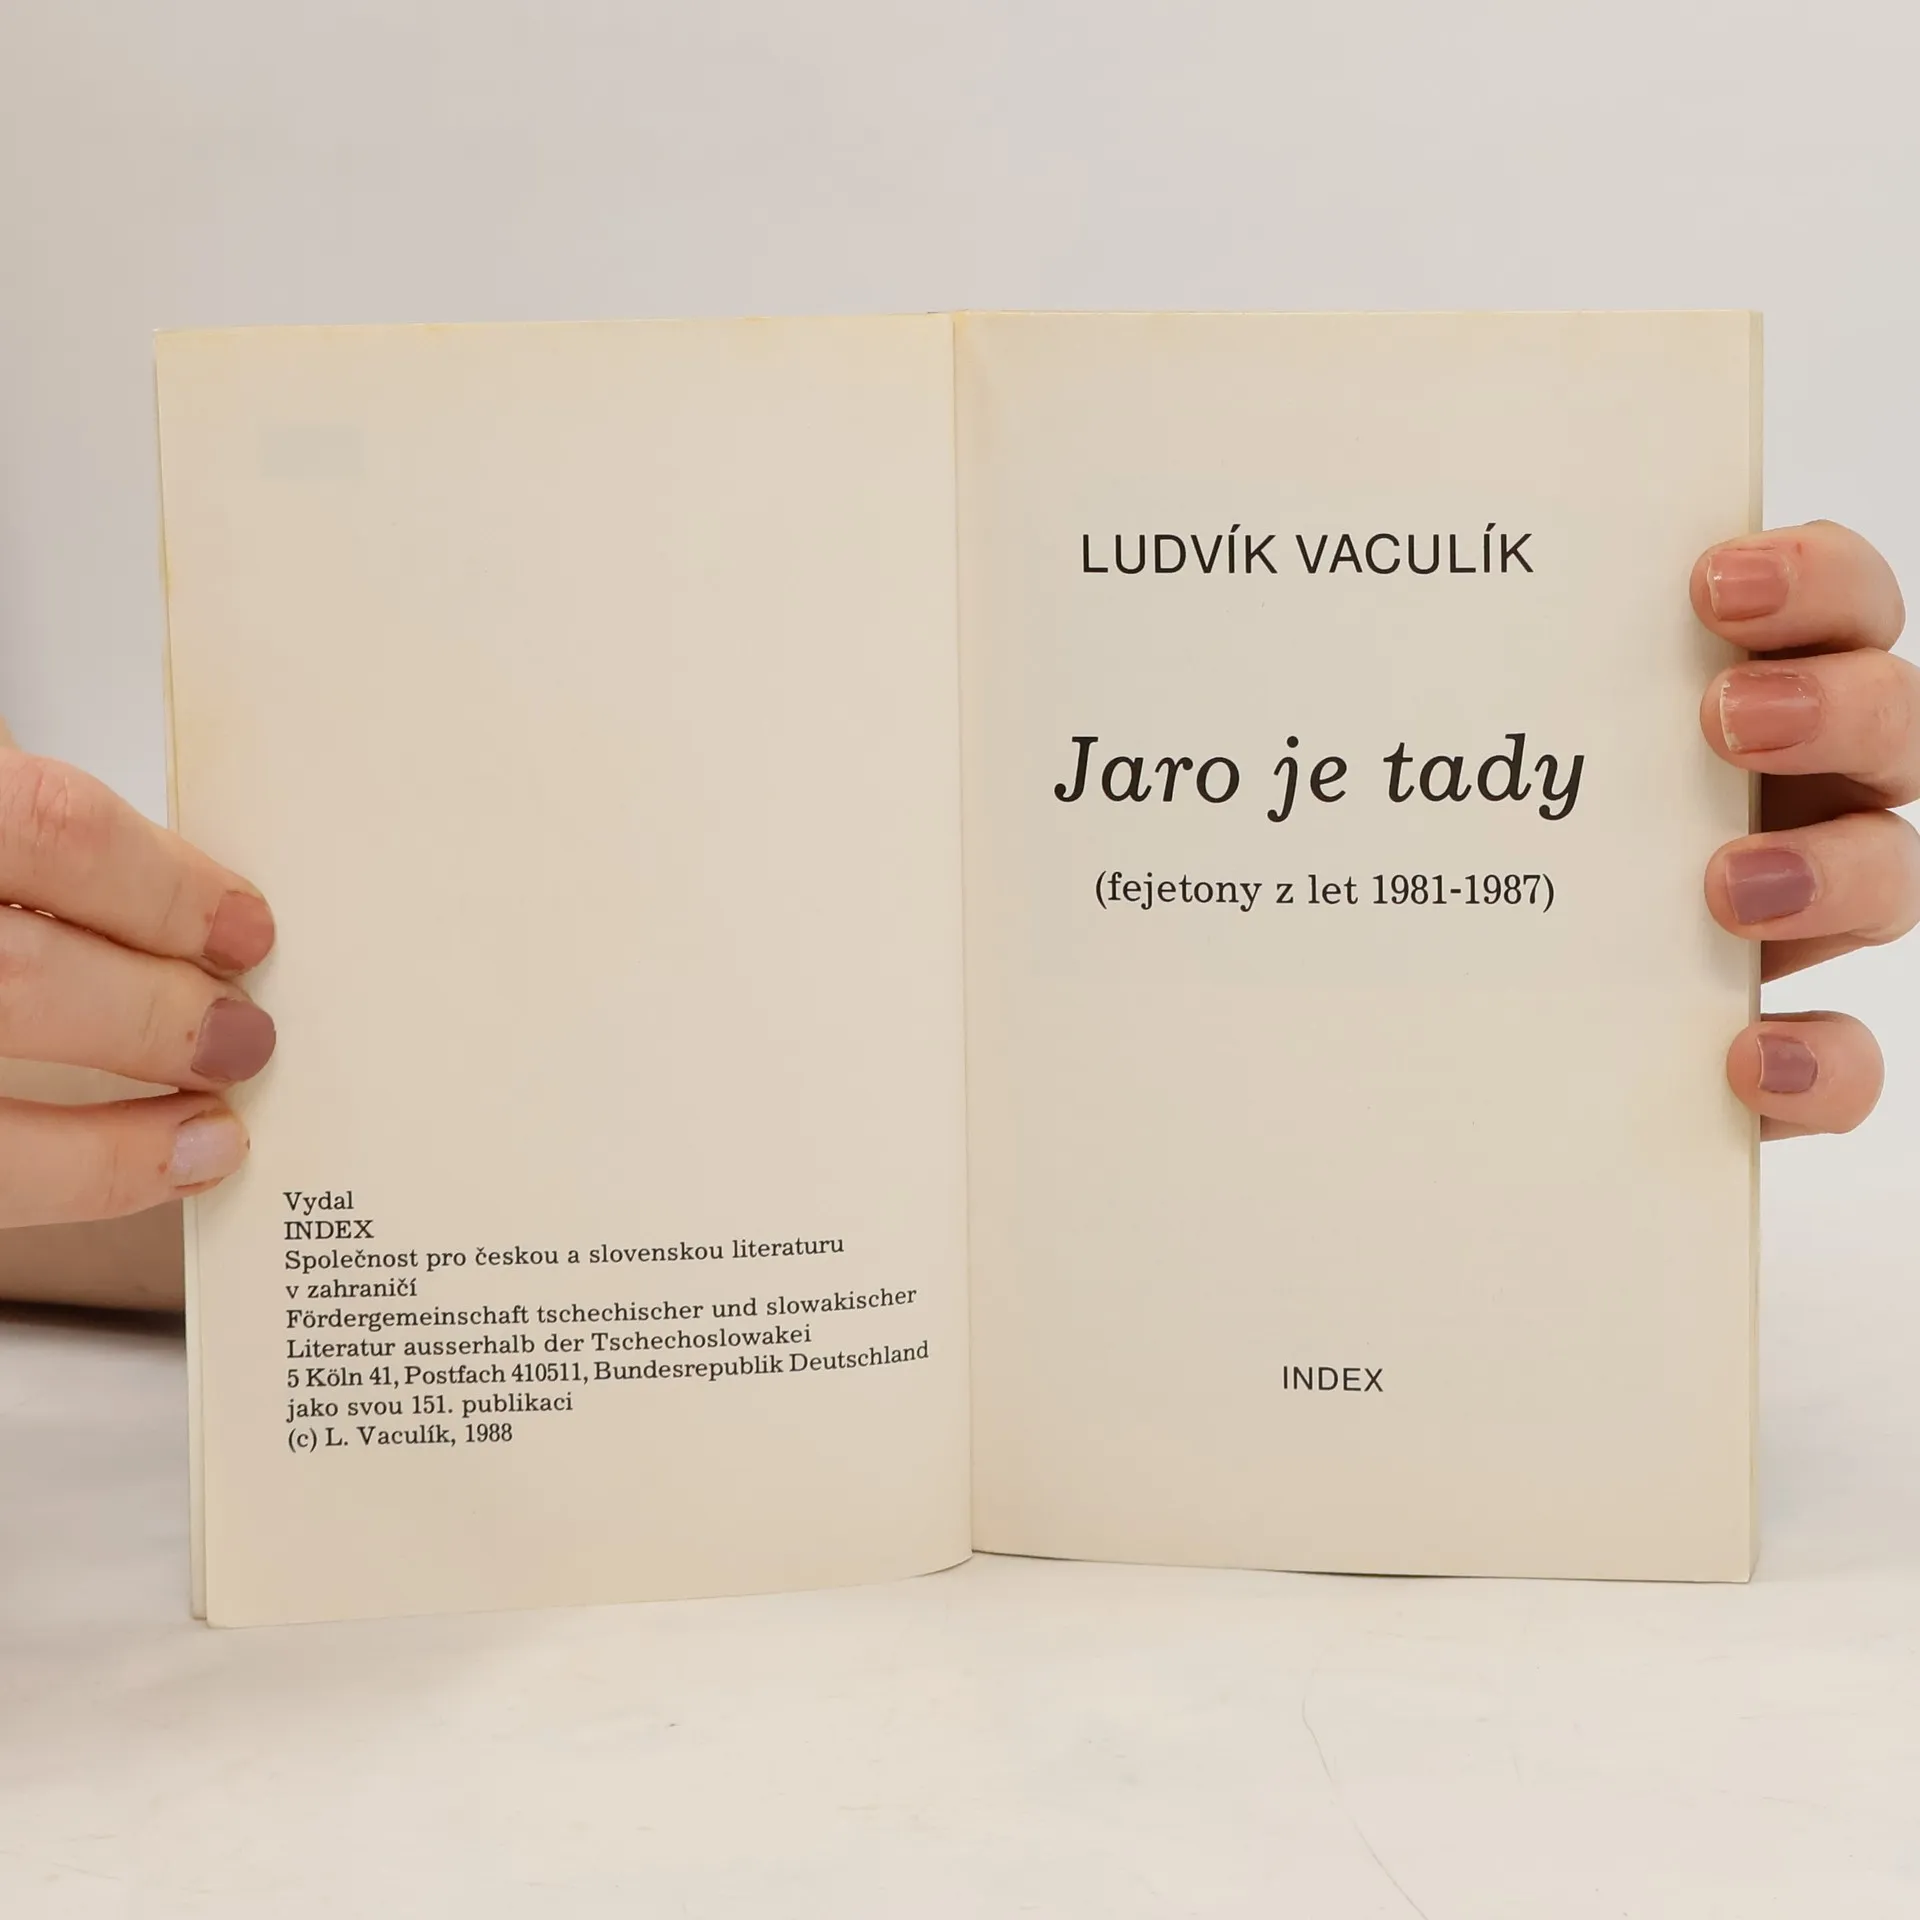 Vydal
INDEX
Společnost pro českou a slovenskou literaturu
v zahraničí
Fördergemeinschaft tschechischer und slowakischer
Literatur ausserhalb der Tschechoslowakei
5 Köln 41, Postfach 410511, Bundesrepublik Deutschland
jako svou 151. publikaci
(c) L. Vaculík, 1988
LUDVÍK VACULÍK
Jaro je tady
(fejetony z let 1981-1987)
INDEX